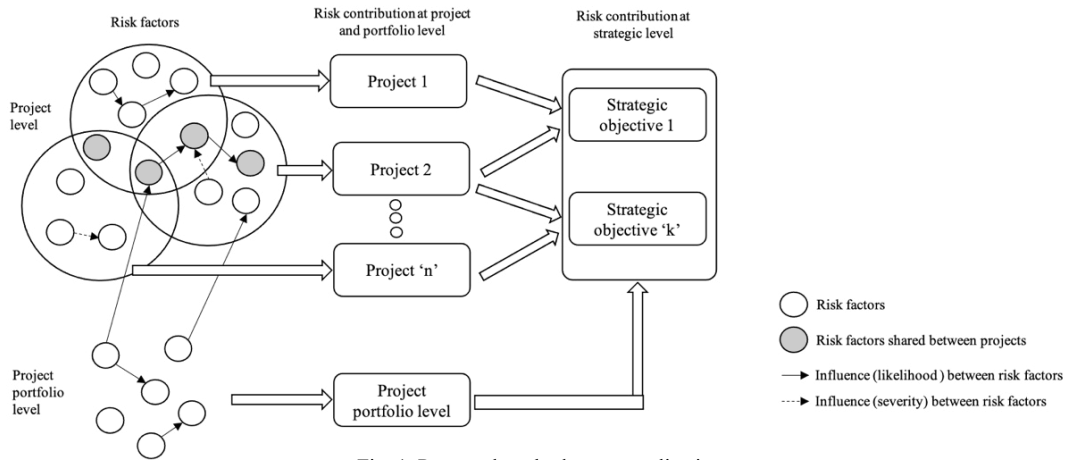 Risk factors
Risk contribution at project
and portfolio level
Risk contribution at
strategic level
Project
level
Project 1
Project 2
Project ‘n’
Strategic
objective 1
Strategic
objective ‘k’
Project
portfolio
level
Project
portfolio level
Risk factors
Risk factors shared between projects
Influence (likelihood ) between risk factors
Influence (severity) between risk factors